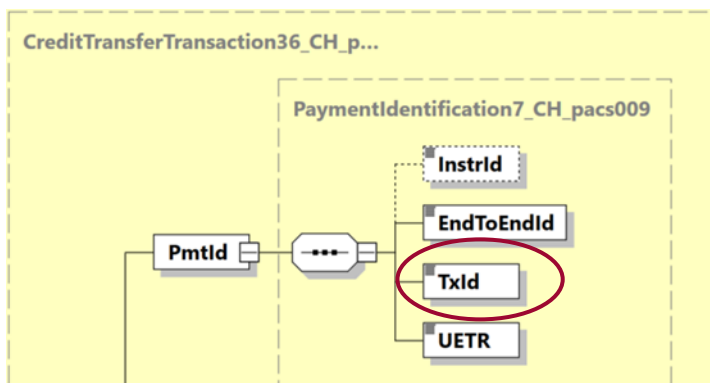 CreditTransferTransaction36_CH_p...
PaymentIdentification7_CH_pacs009
InstrId
EndToEndId
PmtId
TxId
UETR